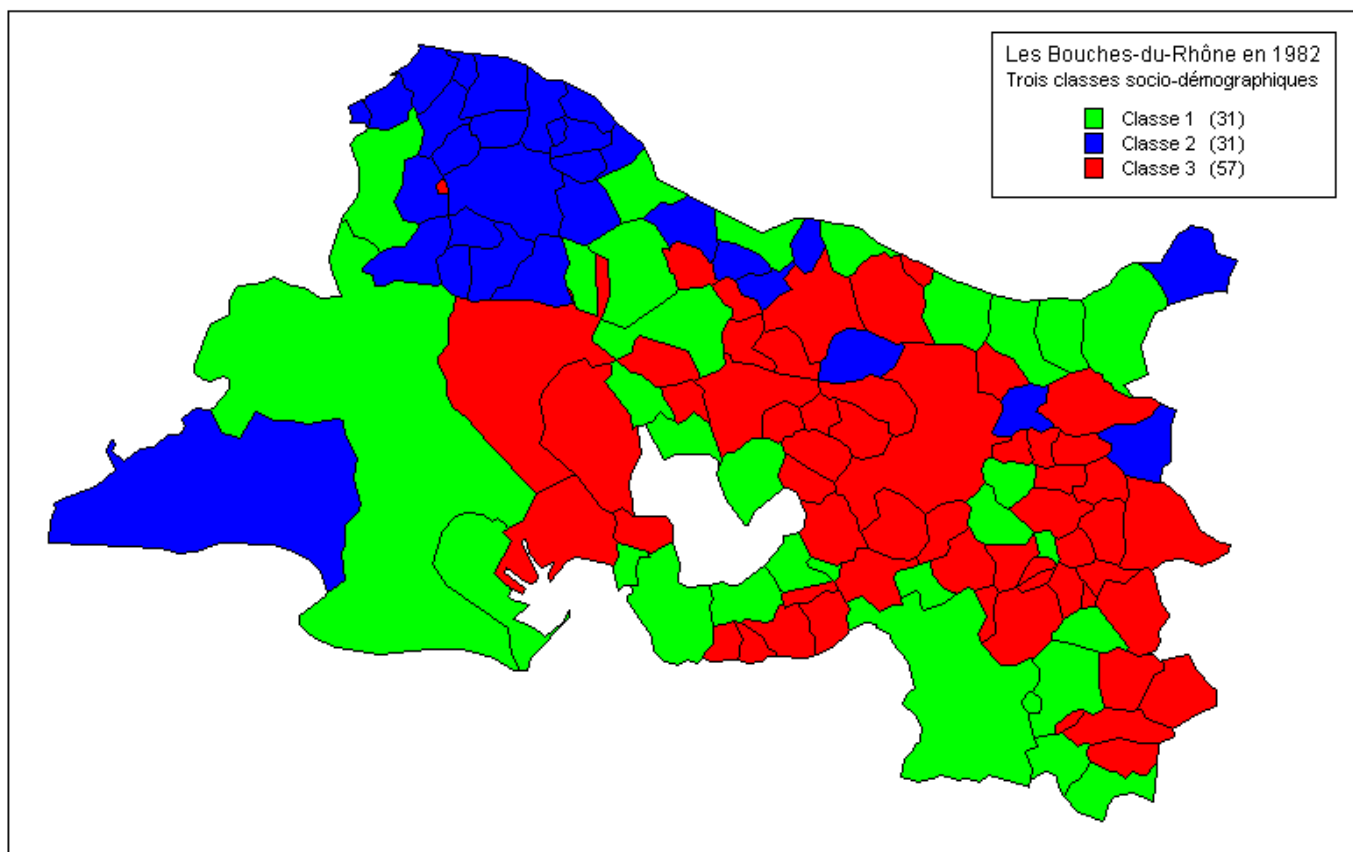 Les Bouches-du-Rhône en 1982
Trois classes socio-démographiques
Classe 1 (31)
Classe 2 (31)
Classe 3 (57)